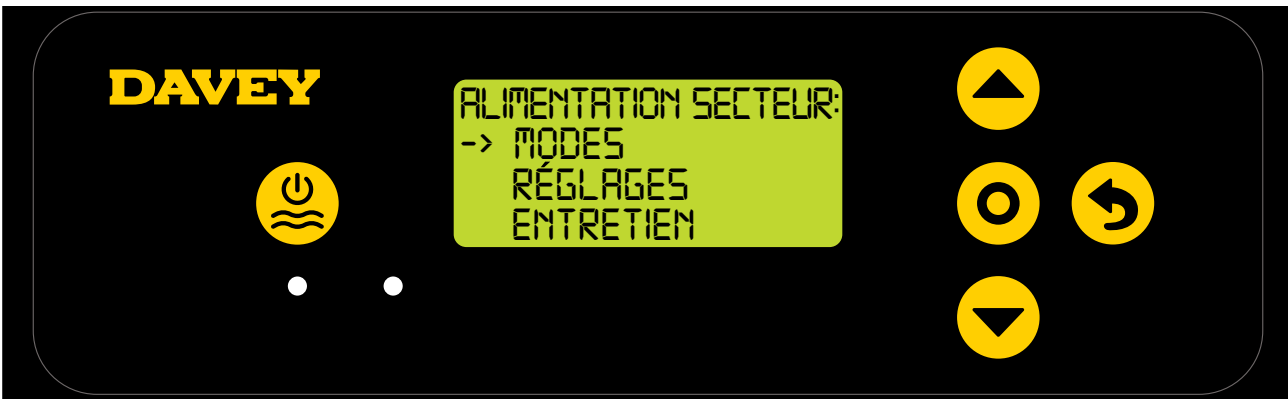 DAVEY
ALIMENTATION SECTEUR:
-> MODES
RÉGLAGES
ENTRETIEN